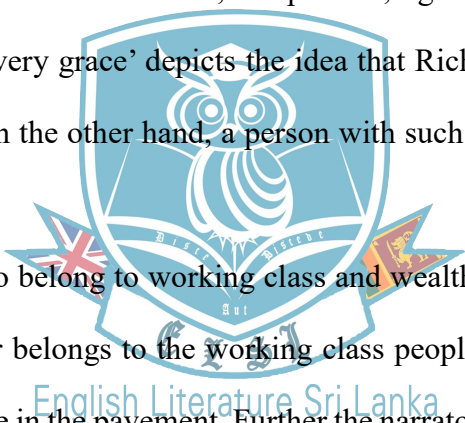 very grace’ depicts the idea that Rich
n the other hand, a person with such
Disce Discede
o belong to working class and wealth
Aut
r belongs to the working class peopl
ELSL
English Literature Sri Lanka
e in the pavement. Further the narrato